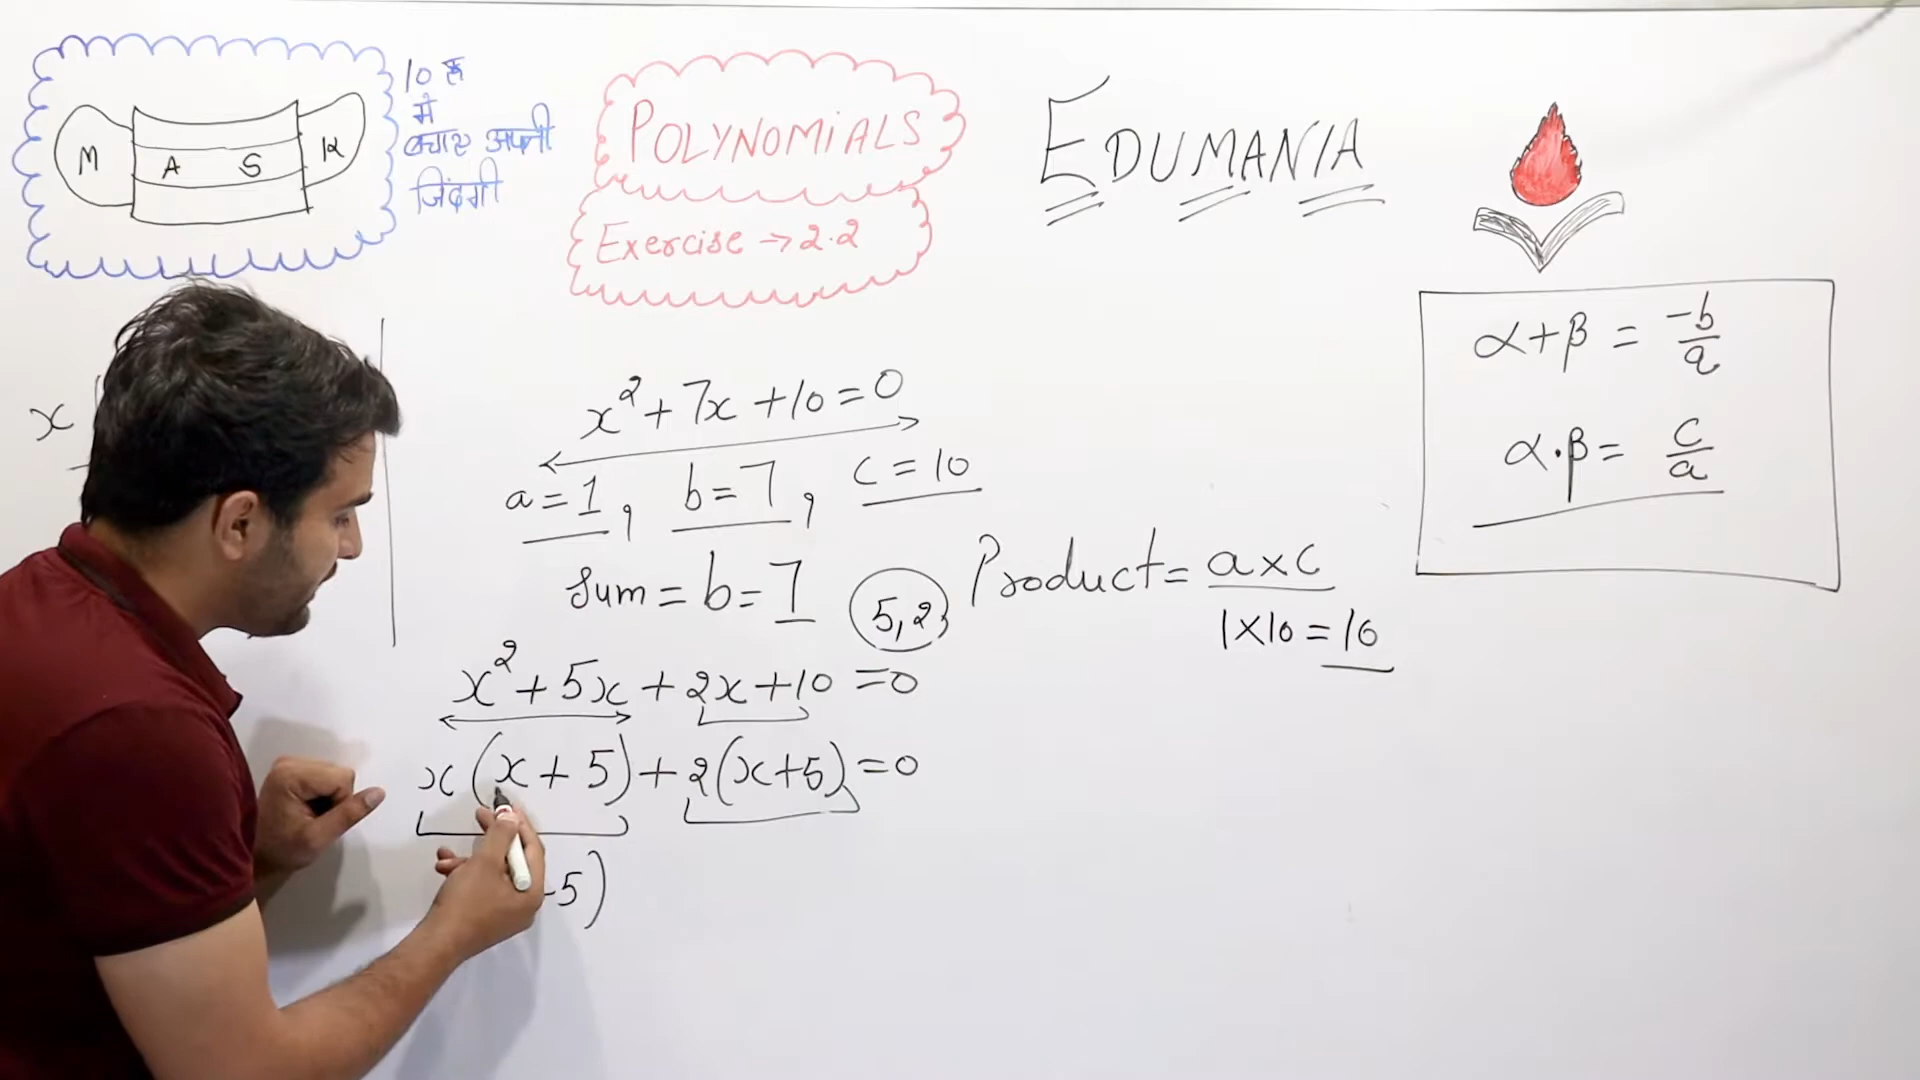 M A S K
10 रु
में
बचाए अपनी
जिंदगी
POLYNOMIALS
Exercise → 2.2
EDUMANIA
α+β = -b/a
α·β = c/a
x
x²+7x+10=0
a=1, b=7, c=10
Sum = b = 7
5,2
Product = a×c
1×10=10
x²+5x+2x+10=0
x(x+5)+2(x+5)=0
5)